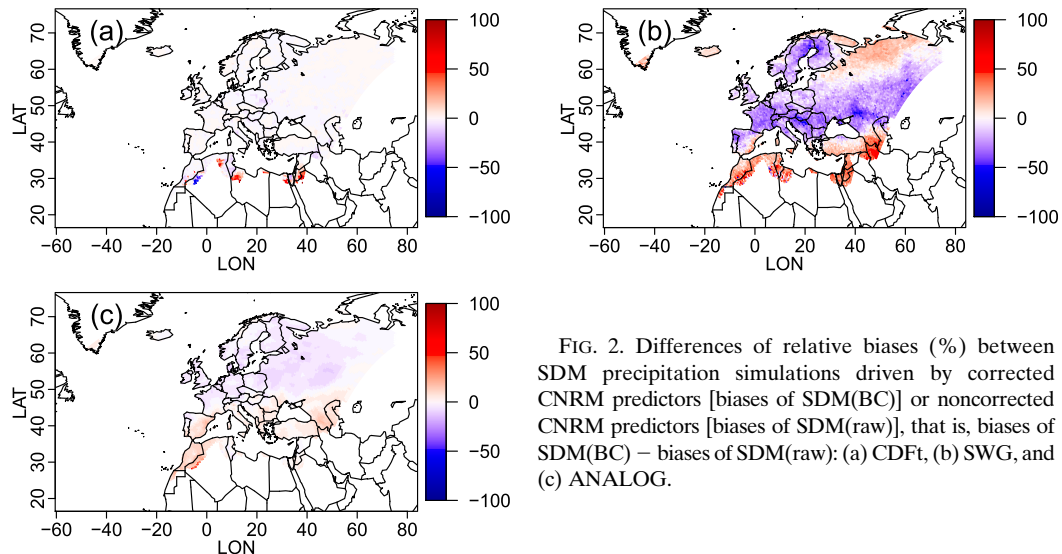 (a)
70
60
50
40
30
20
LAT
−60 −40 −20 0 20 40 60 80
LON
100
50
0
−50
−100
(b)
70
60
50
40
30
20
LAT
−60 −40 −20 0 20 40 60 80
LON
100
50
0
−50
−100
(c)
70
60
50
40
30
20
LAT
−60 −40 −20 0 20 40 60 80
LON
100
50
0
−50
−100
FIG. 2. Differences of relative biases (%) between
SDM precipitation simulations driven by corrected
CNRM predictors [biases of SDM(BC)] or noncorrected
CNRM predictors [biases of SDM(raw)], that is, biases of
SDM(BC) − biases of SDM(raw): (a) CDFt, (b) SWG, and
(c) ANALOG.